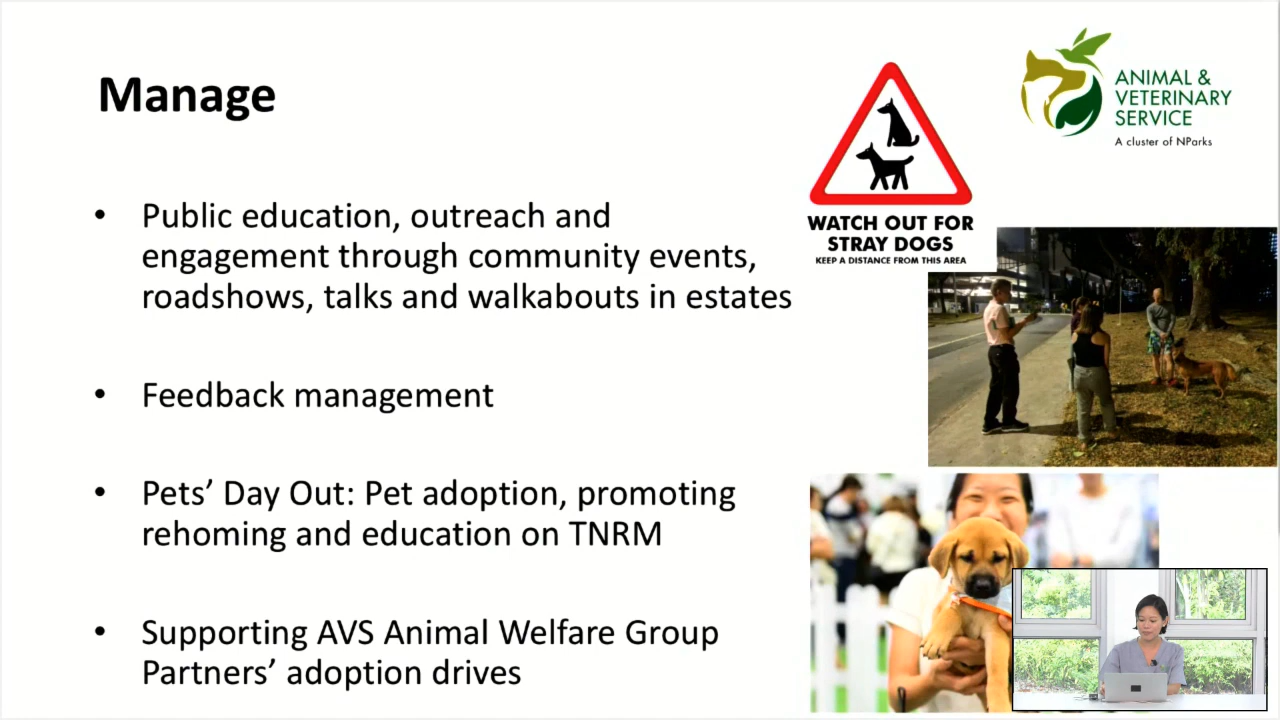 Manage
• Public education, outreach and
engagement through community events,
roadshows, talks and walkabouts in estates
• Feedback management
• Pets’ Day Out: Pet adoption, promoting
rehoming and education on TNRM
• Supporting AVS Animal Welfare Group
Partners’ adoption drives
WATCH OUT FOR
STRAY DOGS
KEEP A DISTANCE FROM THIS AREA
ANIMAL &
VETERINARY
SERVICE
A cluster of NParks